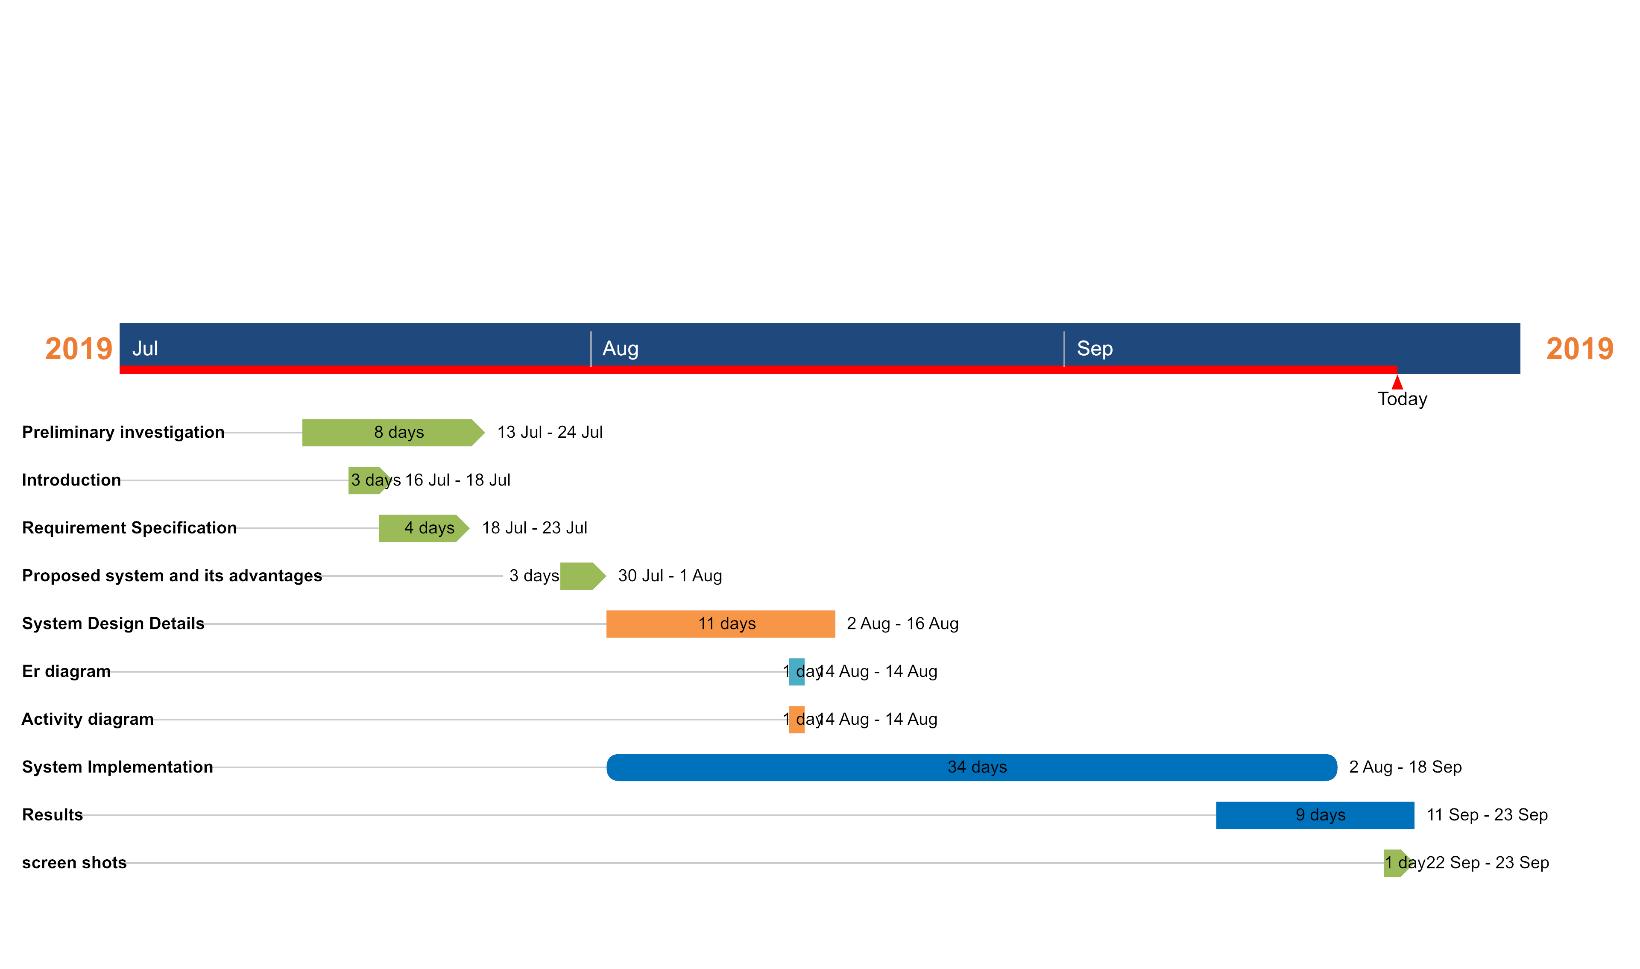 2019 Jul Aug Sep 2019
Today
Preliminary investigation 8 days 13 Jul - 24 Jul
Introduction 3 days 16 Jul - 18 Jul
Requirement Specification 4 days 18 Jul - 23 Jul
Proposed system and its advantages 3 days 30 Jul - 1 Aug
System Design Details 11 days 2 Aug - 16 Aug
Er diagram 1 day 14 Aug - 14 Aug
Activity diagram 1 day 14 Aug - 14 Aug
System Implementation 34 days 2 Aug - 18 Sep
Results 9 days 11 Sep - 23 Sep
screen shots 1 day 22 Sep - 23 Sep